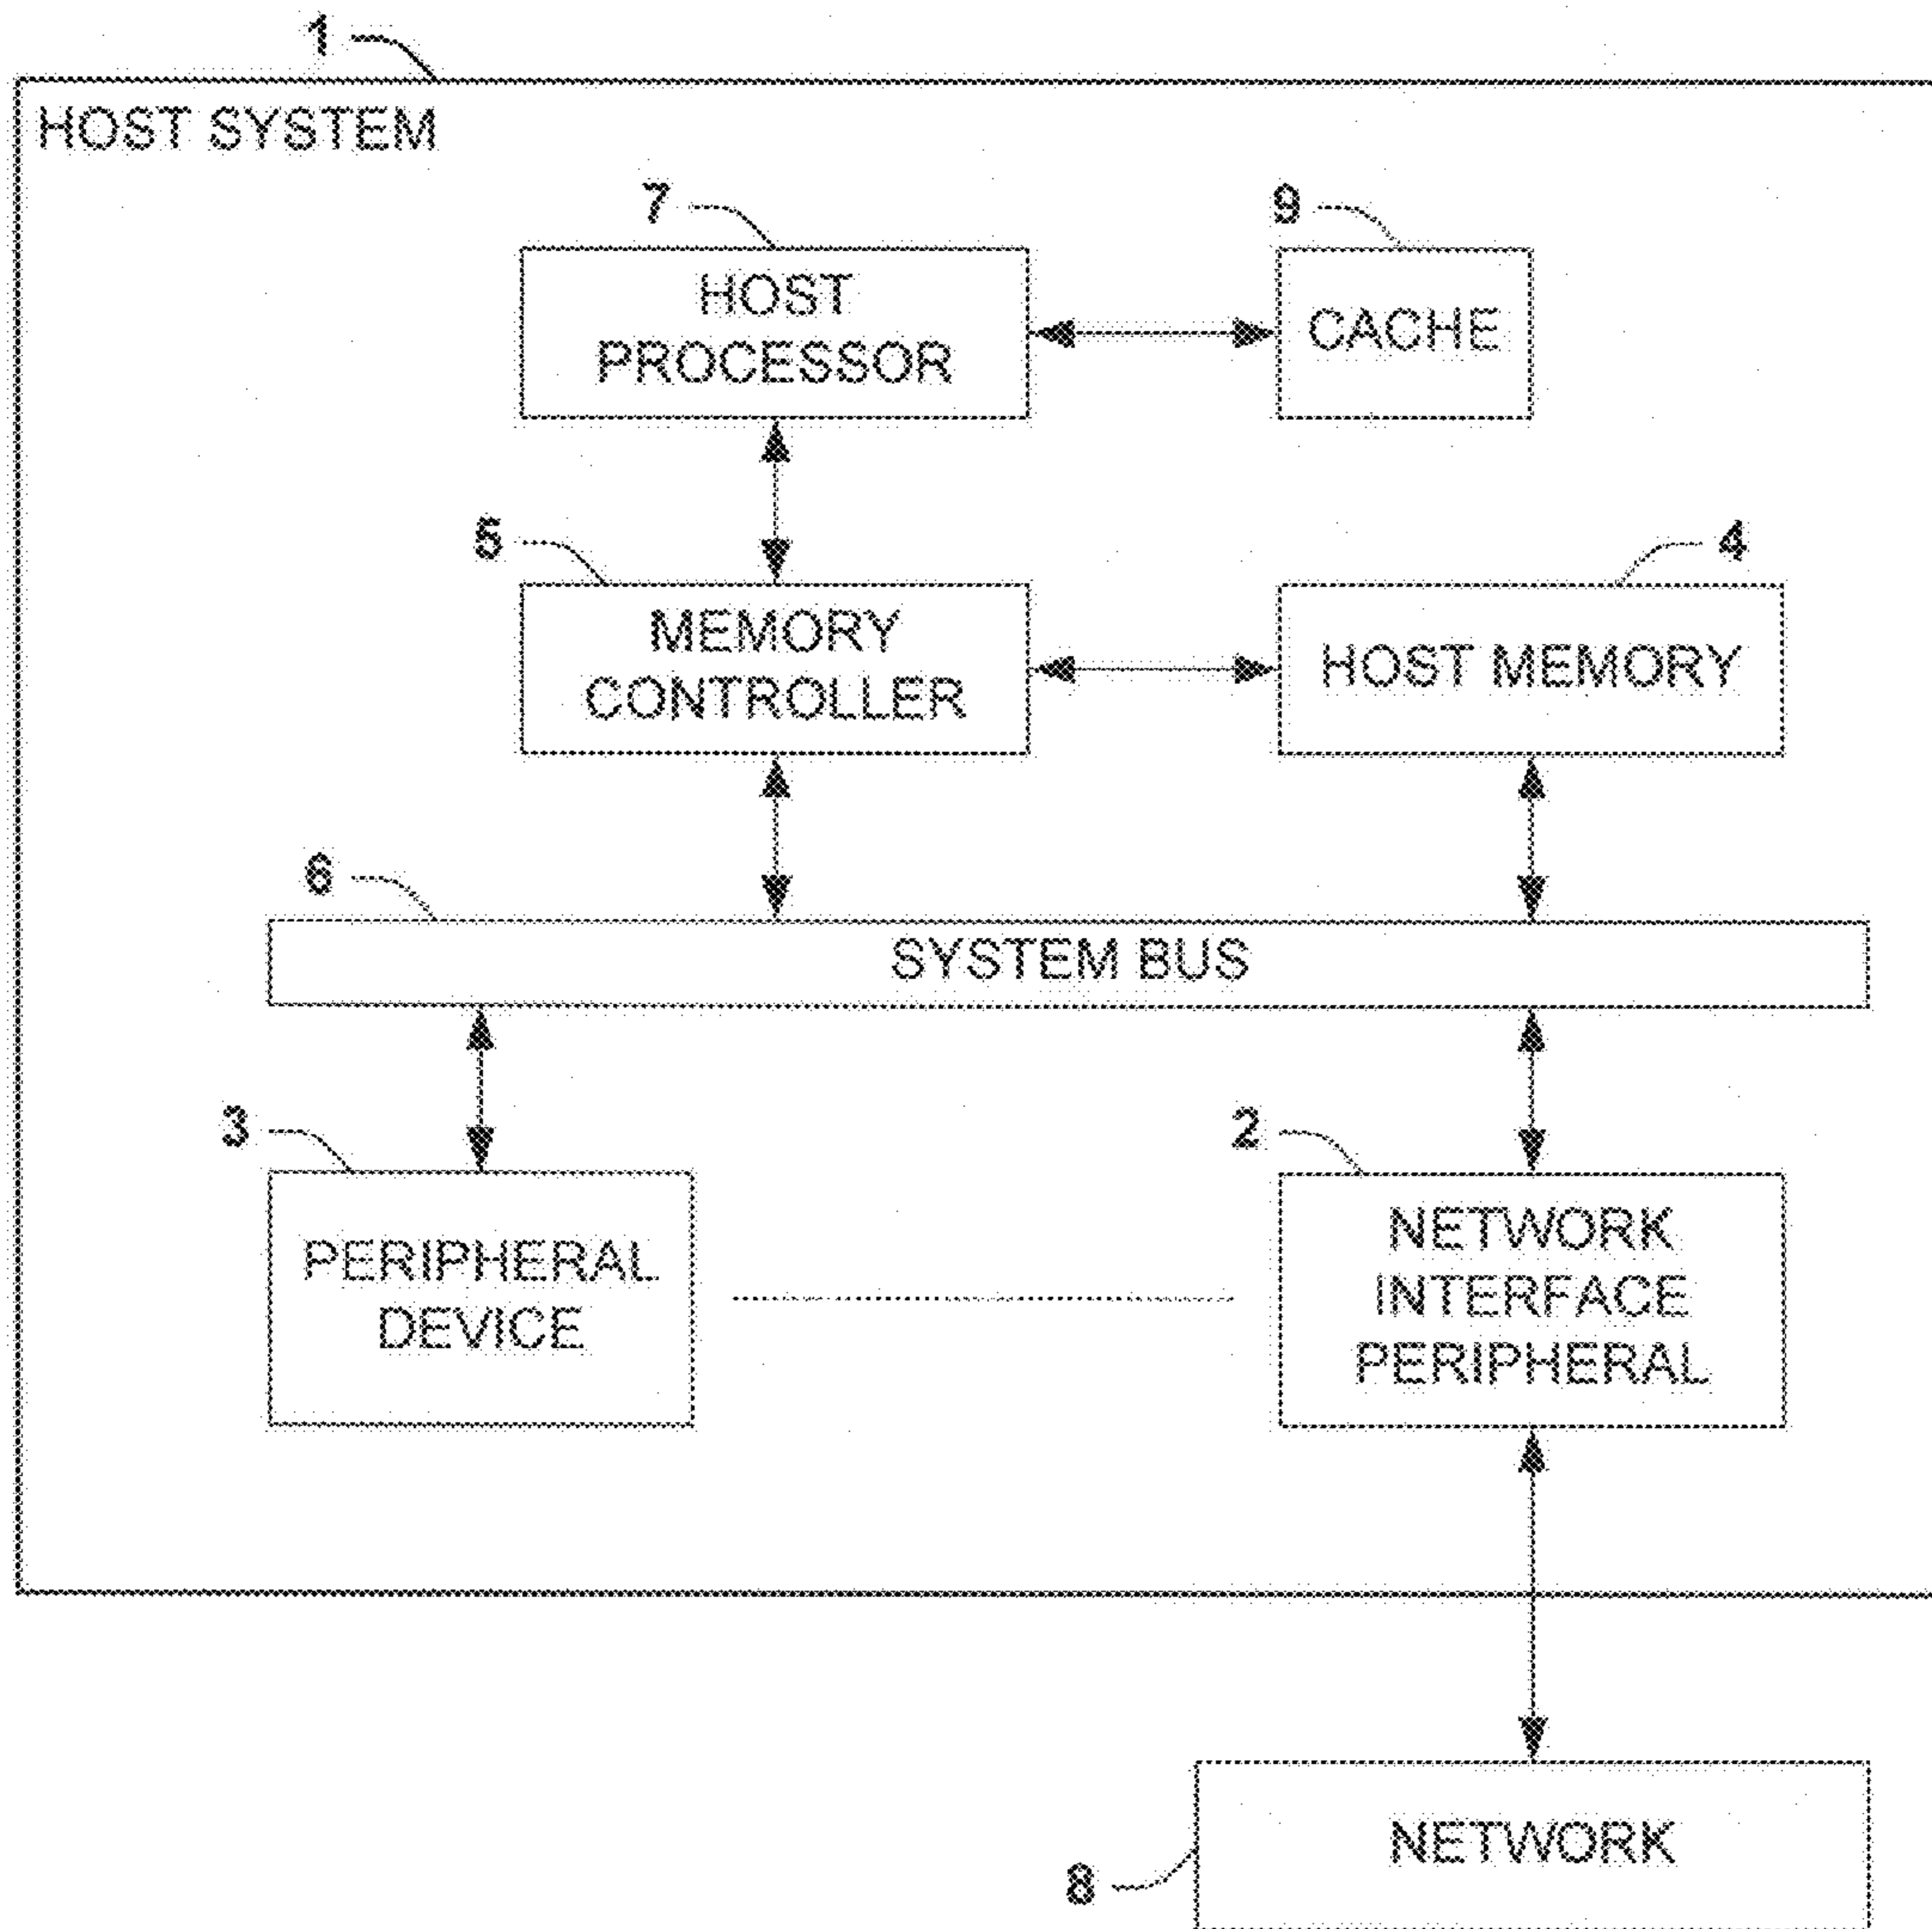 1
HOST SYSTEM
7
9
HOST
PROCESSOR
CACHE
5
4
MEMORY
CONTROLLER
HOST MEMORY
6
SYSTEM BUS
3
2
PERIPHERAL
DEVICE
NETWORK
INTERFACE
PERIPHERAL
NETWORK
8